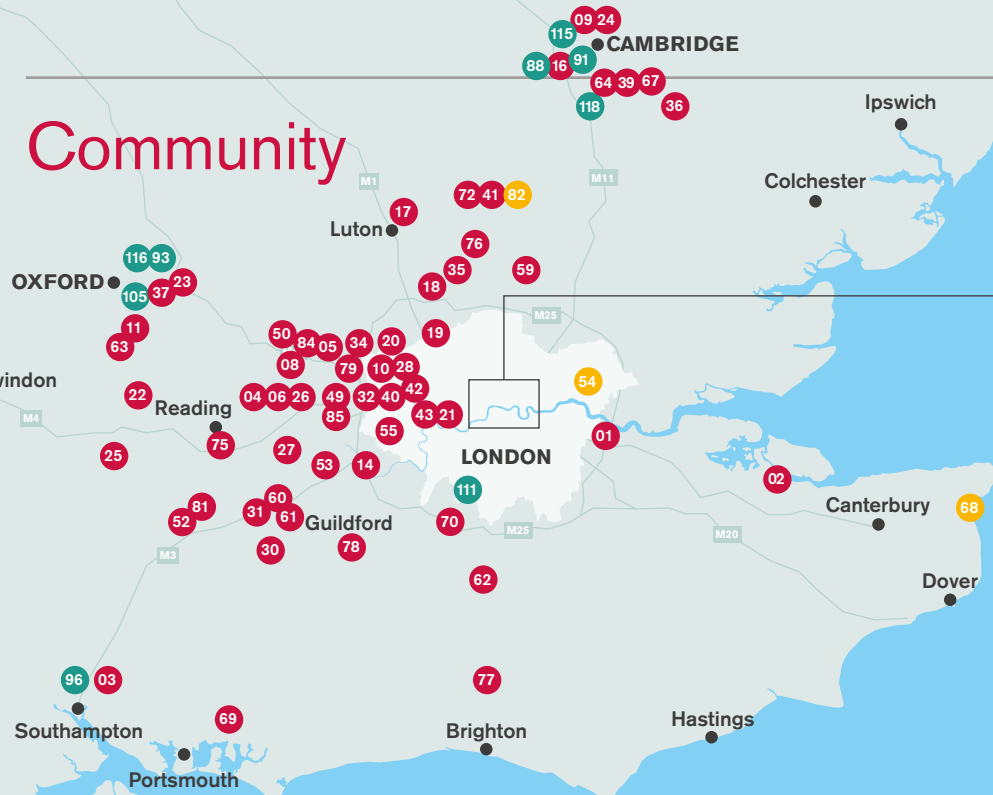 09 24
115
CAMBRIDGE
88 16 91
64 39 67
118
36
Ipswich
Community
M1
M11
Colchester
72 41 82
17
Luton
76
116 93
35
59
OXFORD
23
105 37
18
M25
11
50
19
63
84 05 34 20
08
79 10 28
windon
54
22
04 06 26 49 32 40 42
Reading
85
43 21
M4
55
01
75
27
LONDON
25
53 14
02
111
60
Canterbury
81
31
68
52
61
Guildford
70
M25
M20
78
30
M3
62
Dover
96 03
77
69
Southampton
Brighton
Hastings
Portsmouth